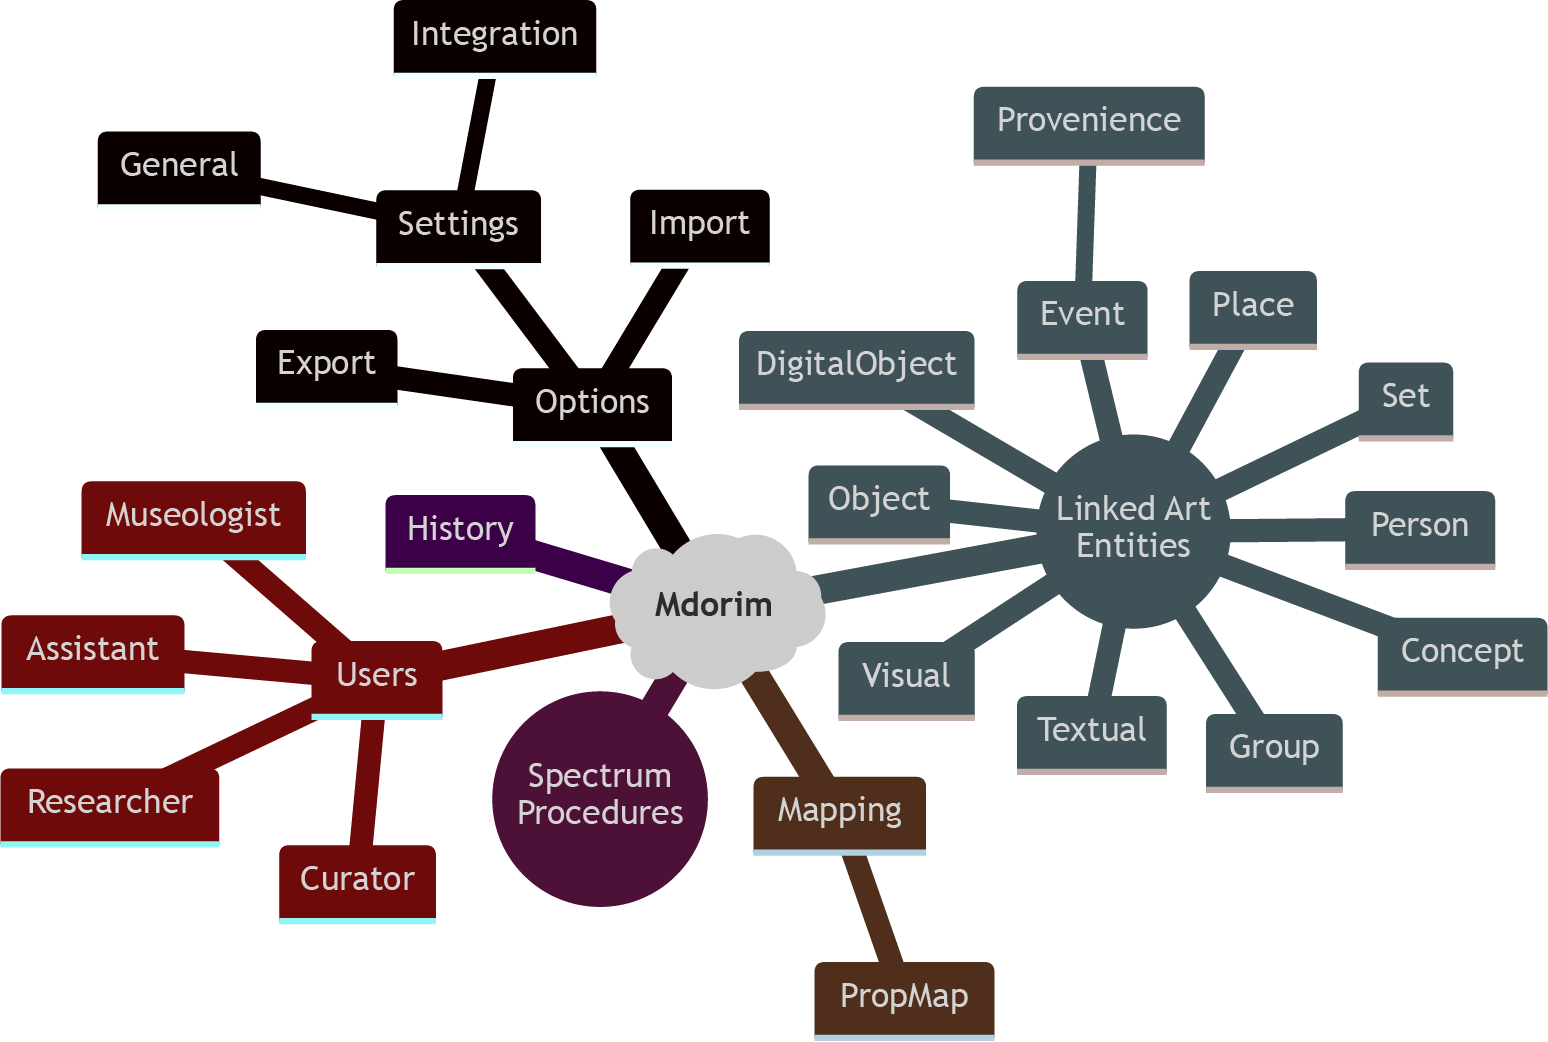 Integration
Provenience
General
Settings
Import
Event
Place
Export
DigitalObject
Options
Set
Museologist
History
Object
Linked Art
Entities
Person
Mdorim
Assistant
Users
Visual
Concept
Textual
Group
Researcher
Spectrum
Procedures
Mapping
Curator
PropMap